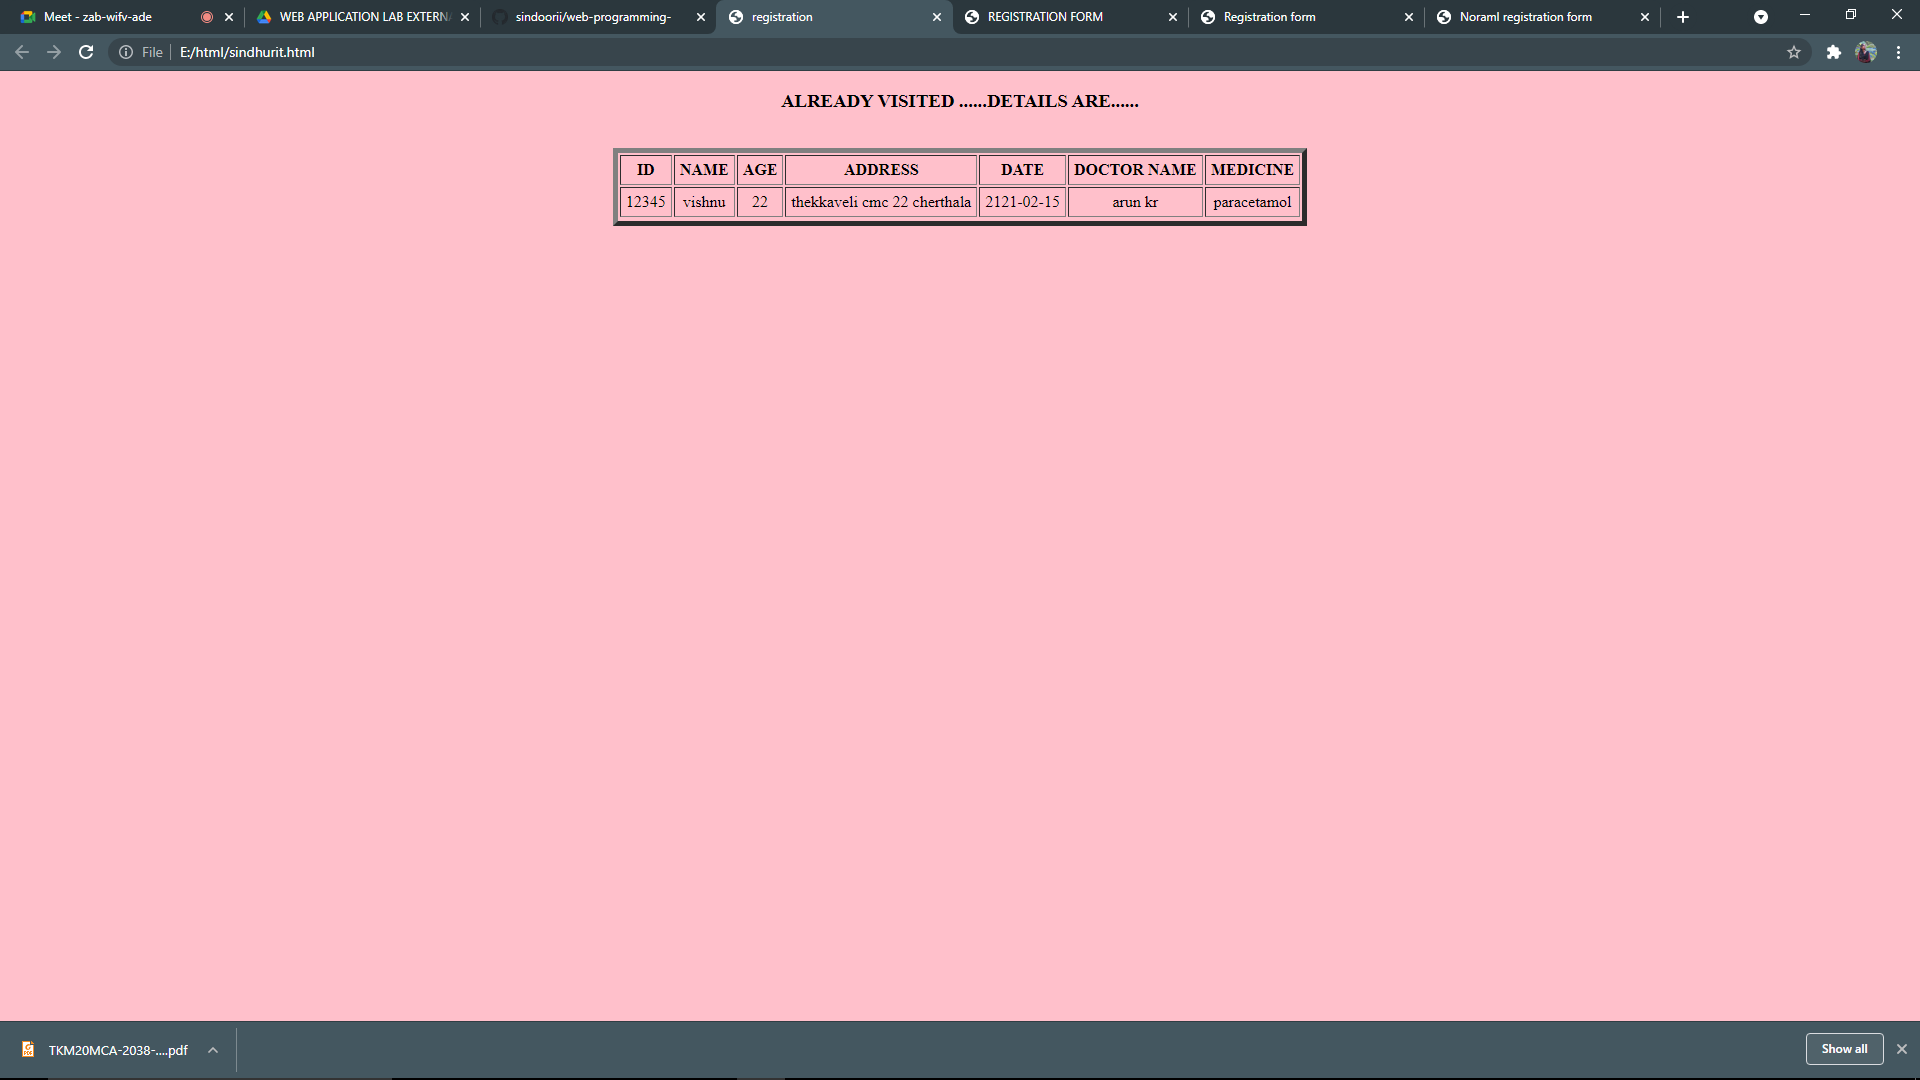 Meet - zab-wifv-ade
WEB APPLICATION LAB EXTERN
sindoorii/web-programming-
registration
REGISTRATION FORM
Registration form
Noraml registration form
File E:/html/sindhurit.html
ALREADY VISITED ......DETAILS ARE......
ID NAME AGE ADDRESS DATE DOCTOR NAME MEDICINE
12345 vishnu 22 thekkaveli cmc 22 cherthala 2121-02-15 arun kr paracetamol
TKM20MCA-2038-....pdf
Show all